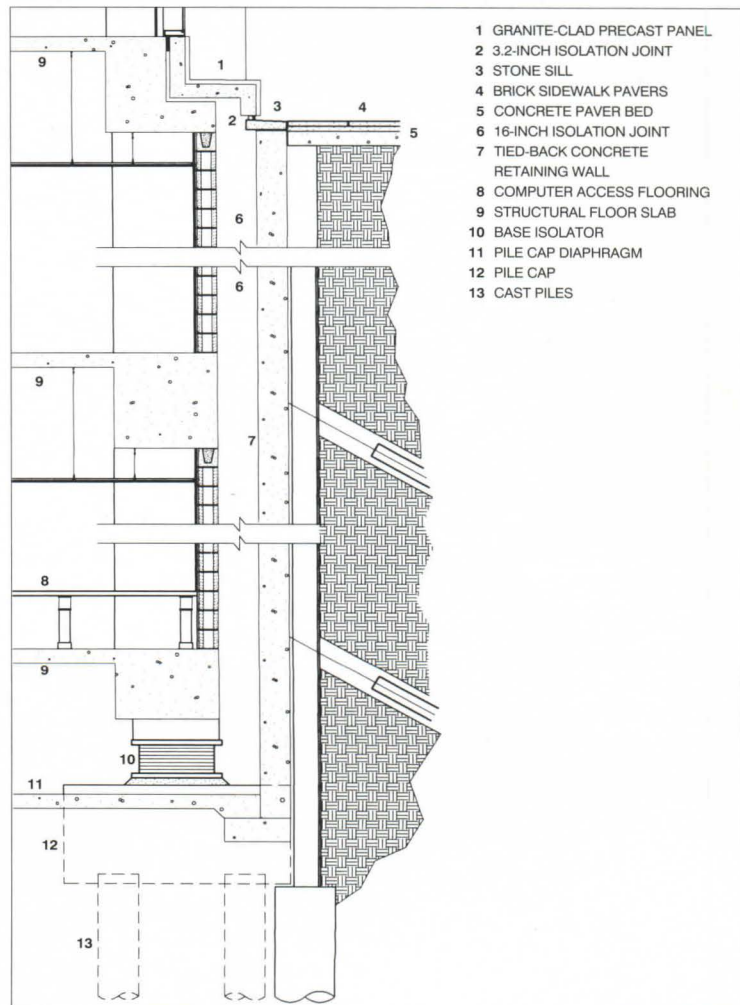 1 GRANITE-CLAD PRECAST PANEL
2 3.2-INCH ISOLATION JOINT
3 STONE SILL
4 BRICK SIDEWALK PAVERS
5 CONCRETE PAVER BED
6 16-INCH ISOLATION JOINT
7 TIED-BACK CONCRETE
RETAINING WALL
8 COMPUTER ACCESS FLOORING
9 STRUCTURAL FLOOR SLAB
10 BASE ISOLATOR
11 PILE CAP DIAPHRAGM
12 PILE CAP
13 CAST PILES
9
1
3
4
2
5
6
6
9
7
8
9
10
11
12
13